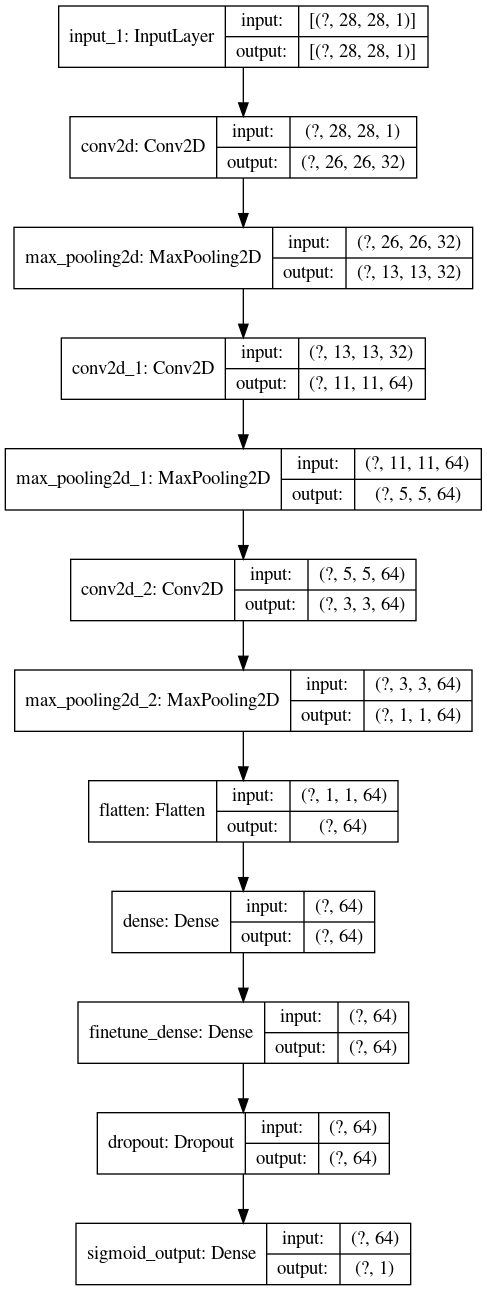 input_1: InputLayer
input: [(?, 28, 28, 1)]
output: [(?, 28, 28, 1)]
conv2d: Conv2D
input: (?, 28, 28, 1)
output: (?, 26, 26, 32)
max_pooling2d: MaxPooling2D
input: (?, 26, 26, 32)
output: (?, 13, 13, 32)
conv2d_1: Conv2D
input: (?, 13, 13, 32)
output: (?, 11, 11, 64)
max_pooling2d_1: MaxPooling2D
input: (?, 11, 11, 64)
output: (?, 5, 5, 64)
conv2d_2: Conv2D
input: (?, 5, 5, 64)
output: (?, 3, 3, 64)
max_pooling2d_2: MaxPooling2D
input: (?, 3, 3, 64)
output: (?, 1, 1, 64)
flatten: Flatten
input: (?, 1, 1, 64)
output: (?, 64)
dense: Dense
input: (?, 64)
output: (?, 64)
finetune_dense: Dense
input: (?, 64)
output: (?, 64)
dropout: Dropout
input: (?, 64)
output: (?, 64)
sigmoid_output: Dense
input: (?, 64)
output: (?, 1)